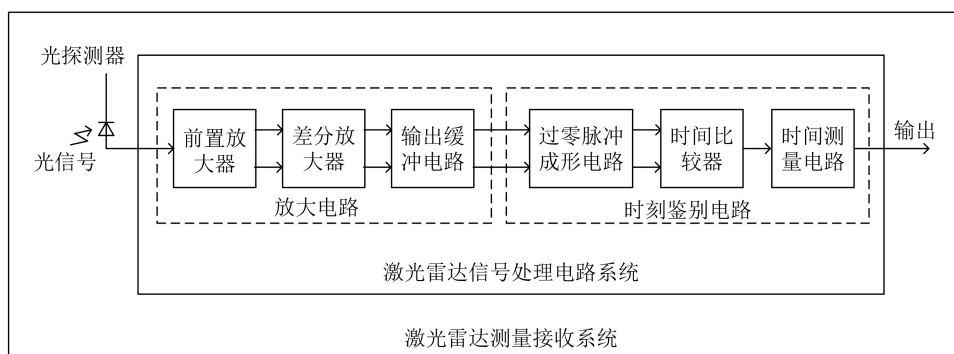 光探测器
光信号
前置放
大器
差分放
大器
输出缓
冲电路
放大电路
过零脉冲
成形电路
时间比
较器
时间测
量电路
时刻鉴别电路
输出
激光雷达信号处理电路系统
激光雷达测量接收系统